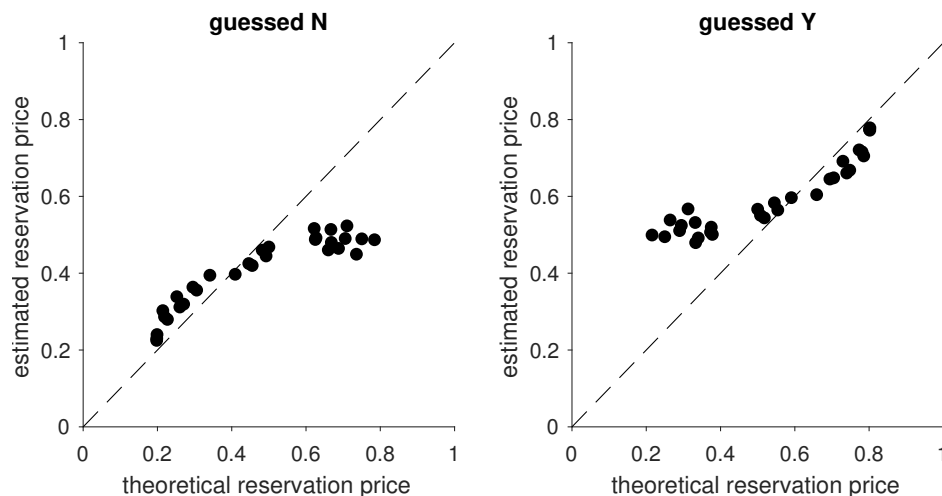 guessed N
1
0.8
0.6
0.4
0.2
0
estimated reservation price
0 0.2 0.4 0.6 0.8 1
theoretical reservation price
guessed Y
1
0.8
0.6
0.4
0.2
0
estimated reservation price
0 0.2 0.4 0.6 0.8 1
theoretical reservation price